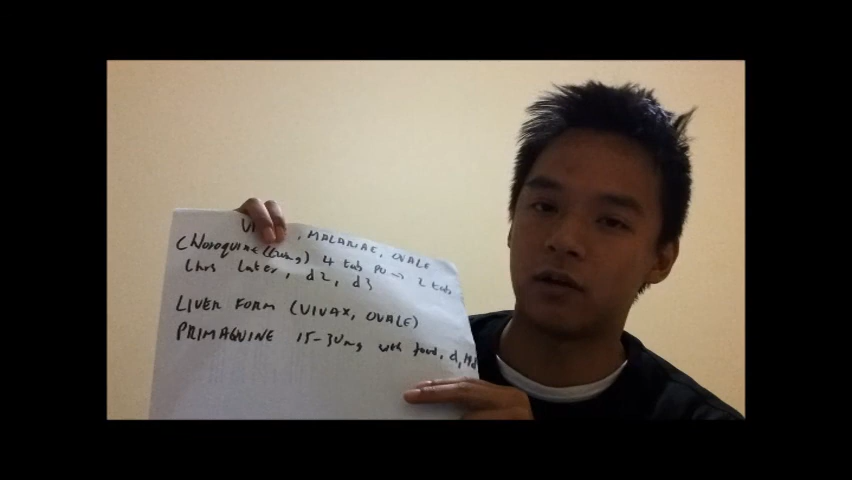 , MALARIAE, OVALE
Chloroquine ( ) 4 tab PO → 2 tab
later, d2, d3
LIVER FORM (VIVAX, OVALE)
PRIMAQUINE 15-30mg with food, d, 14d